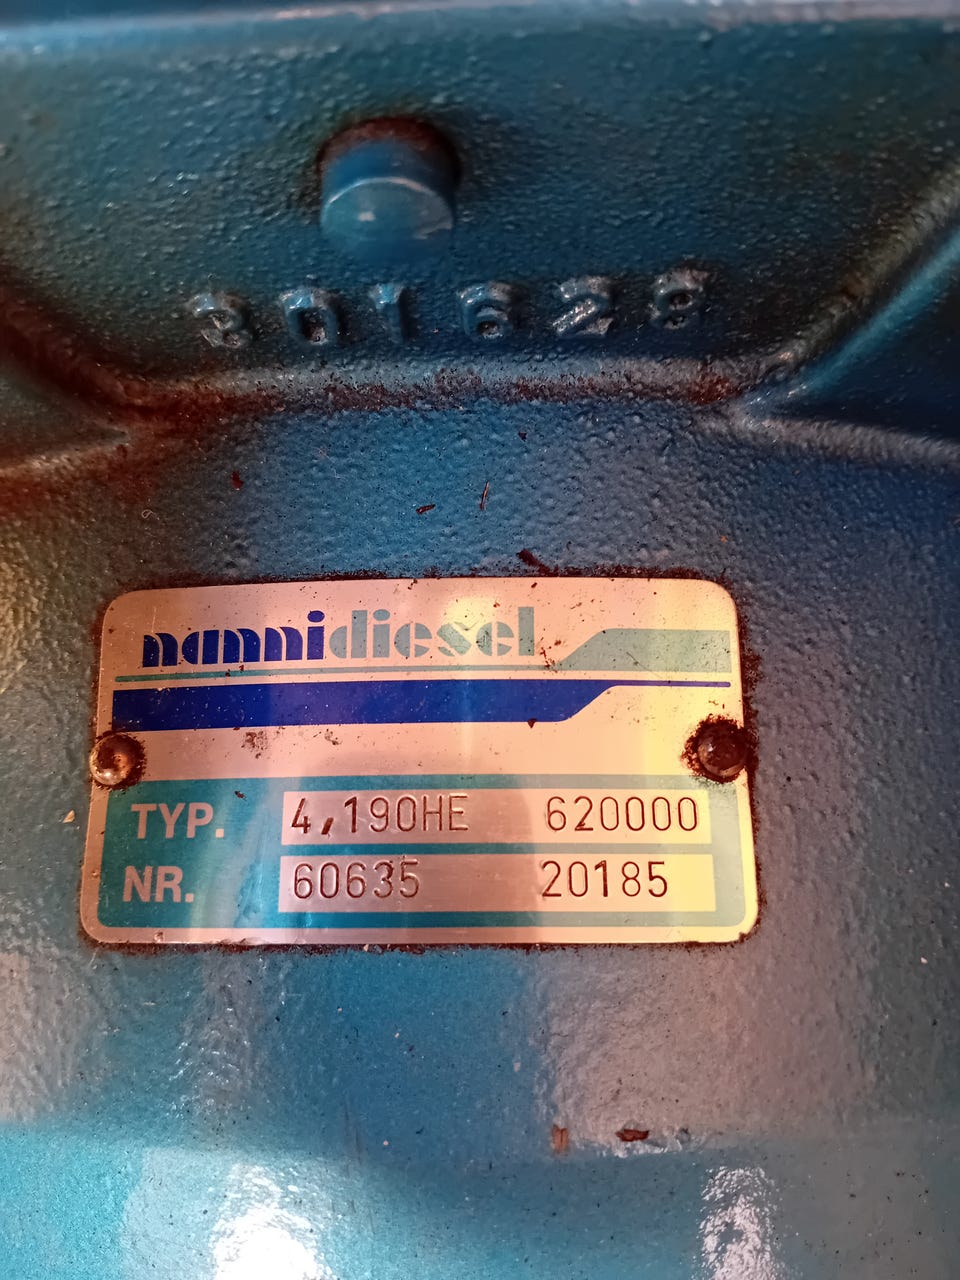 301628
nannidiesel
TYP. 4,190HE 620000
NR. 60635 20185